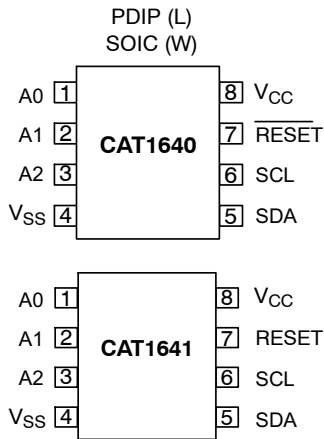 PDIP (L)
SOIC (W)
A0 1 8 VCC
A1 2 CAT1640 7 RESET
A2 3 6 SCL
VSS 4 5 SDA
A0 1 8 VCC
A1 2 CAT1641 7 RESET
A2 3 6 SCL
VSS 4 5 SDA